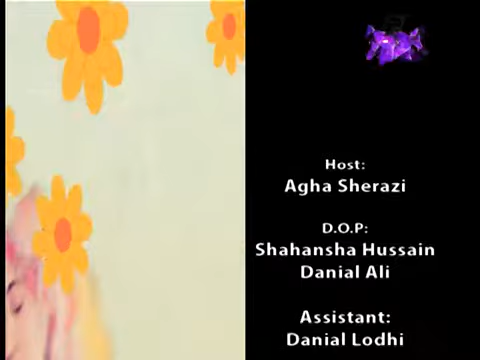 Host:
Agha Sherazi
D.O.P:
Shahansha Hussain
Danial Ali
Assistant:
Danial Lodhi